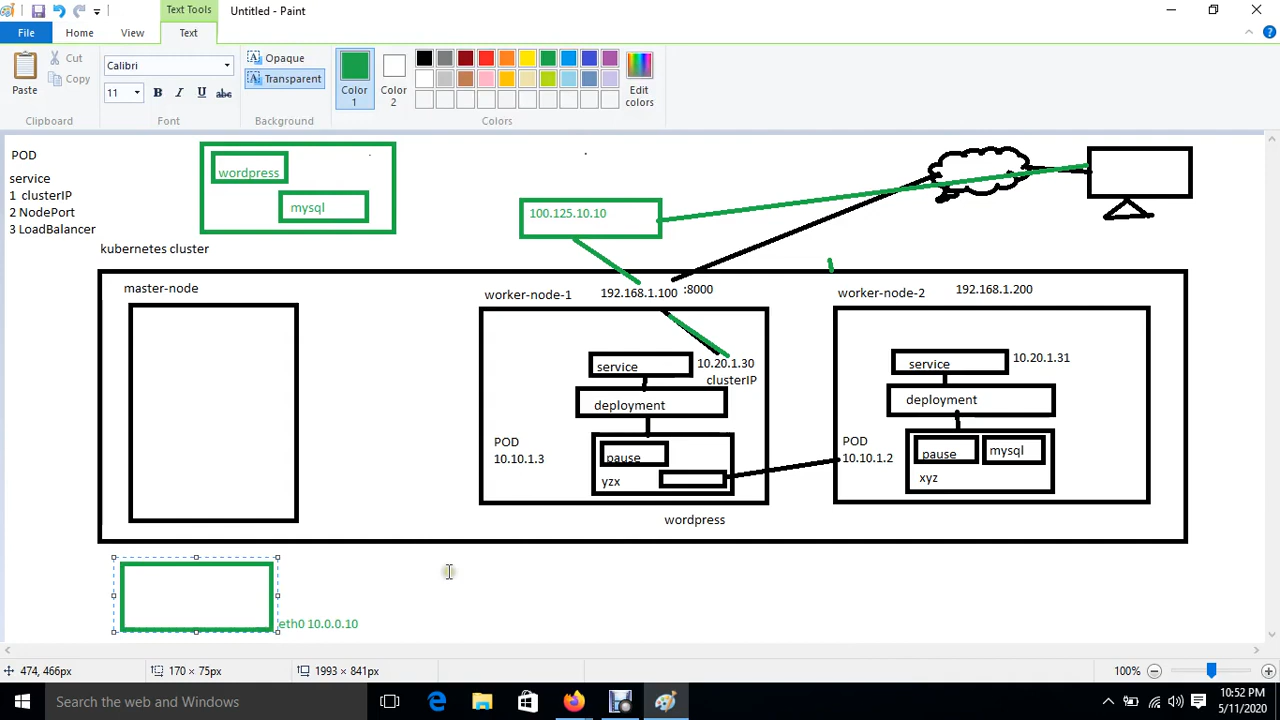 Text Tools
Untitled - Paint
File
Home
View
Text
Paste
Cut
Copy
Clipboard
Calibri
11
B I U abc
Font
Opaque
Transparent
Background
Color 1
Color 2
Edit colors
Colors
POD
service
1 clusterIP
2 NodePort
3 LoadBalancer
wordpress
mysql
100.125.10.10
kubernetes cluster
master-node
worker-node-1
192.168.1.100 :8000
worker-node-2
192.168.1.200
service
10.20.1.30
clusterIP
deployment
POD
10.10.1.3
pause
yzx
wordpress
service
10.20.1.31
deployment
POD
10.10.1.2
pause
mysql
xyz
eth0 10.0.0.10
474, 466px
170 × 75px
1993 × 841px
100%
Search the web and Windows
10:52 PM
5/11/2020